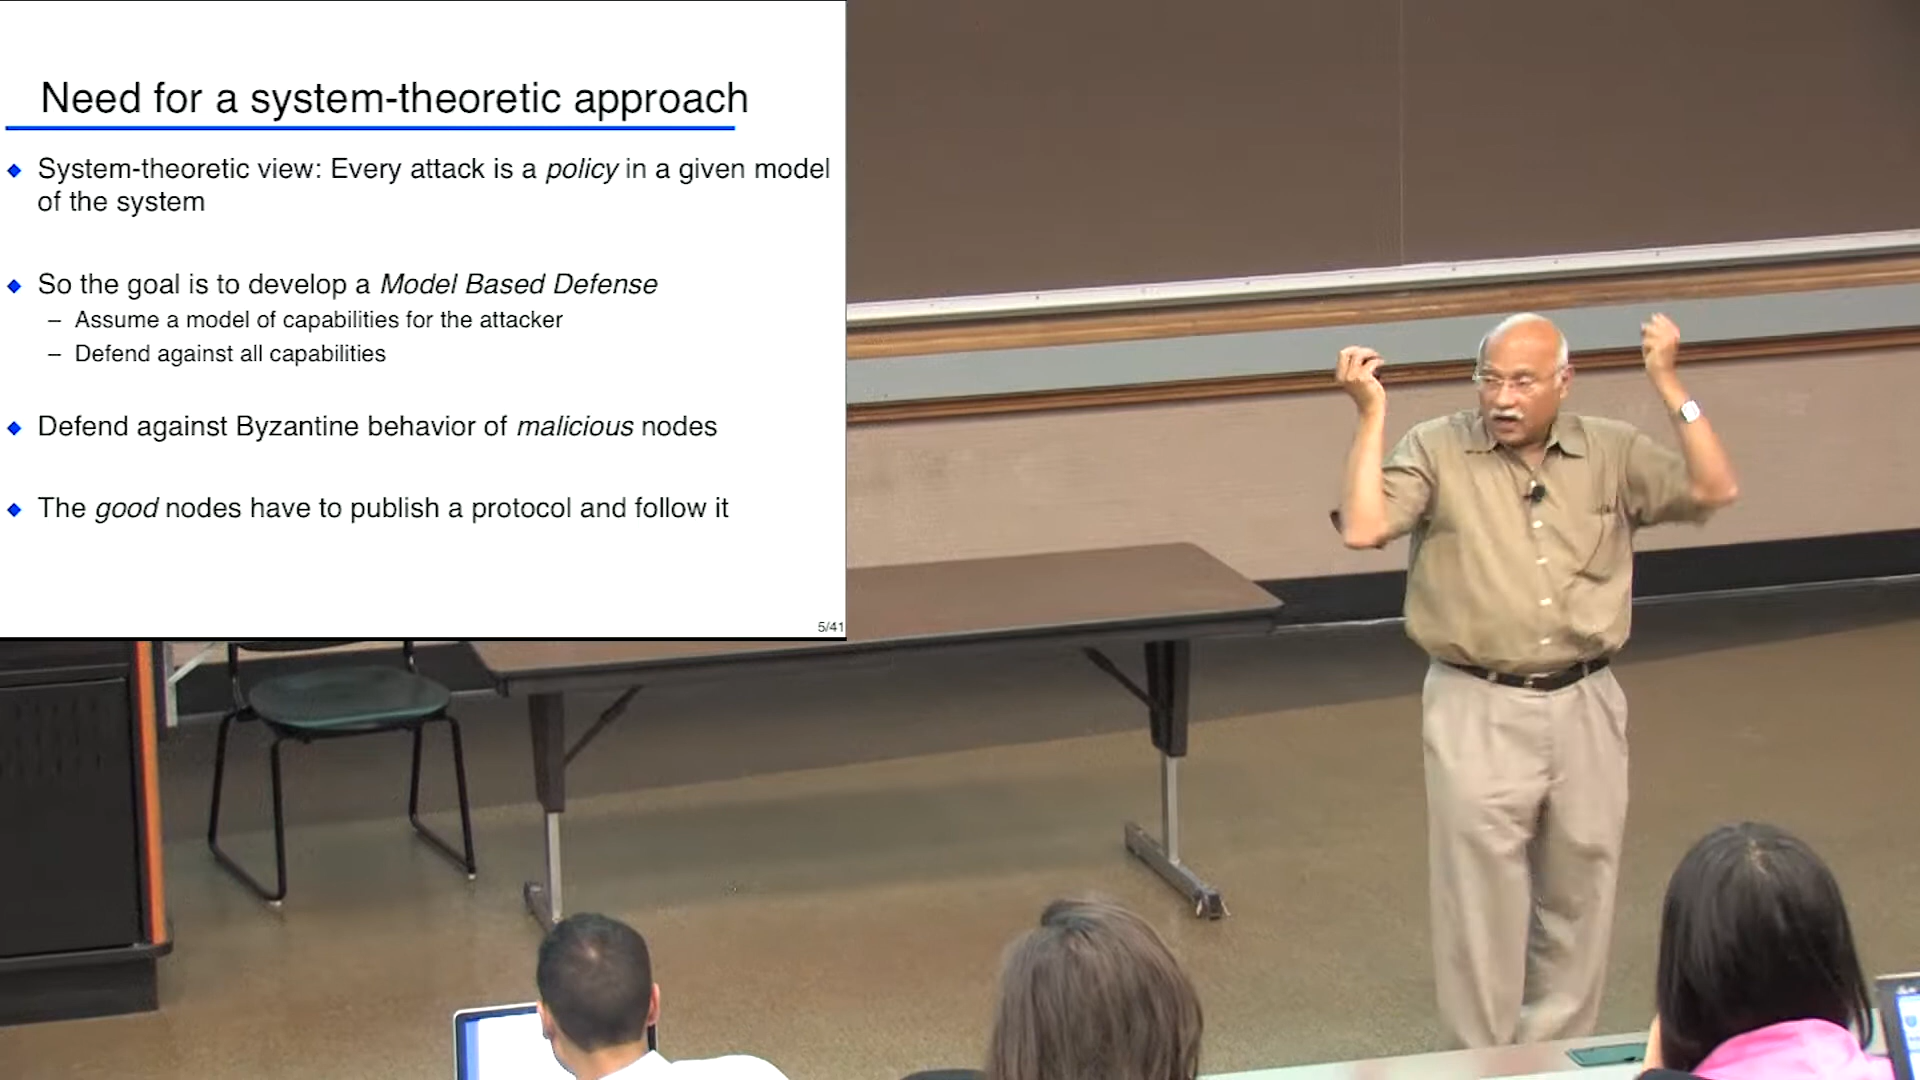 Need for a system-theoretic approach
◆ System-theoretic view: Every attack is a policy in a given model
of the system
◆ So the goal is to develop a Model Based Defense
– Assume a model of capabilities for the attacker
– Defend against all capabilities
◆ Defend against Byzantine behavior of malicious nodes
◆ The good nodes have to publish a protocol and follow it
5/41